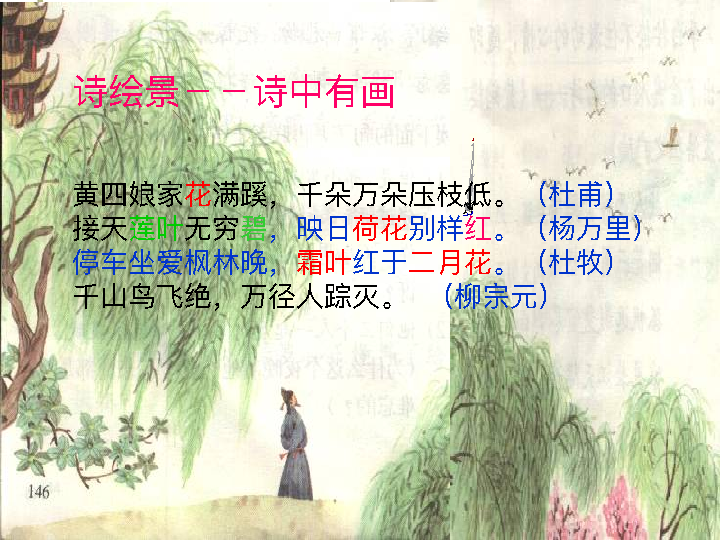 诗绘景－－诗中有画
黄四娘家花满蹊，千朵万朵压枝低。（杜甫）
接天莲叶无穷碧，映日荷花别样红。（杨万里）
停车坐爱枫林晚，霜叶红于二月花。（杜牧）
千山鸟飞绝，万径人踪灭。（柳宗元）
146